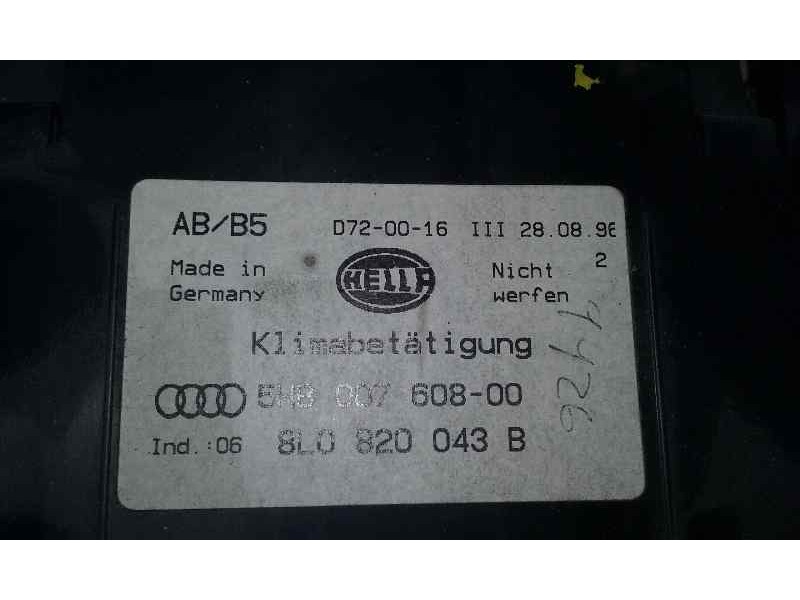 AB/B5 D72-00-16 III 28.08.96
Made in Germany
HELLA
Nicht werfen
2
Klimabetätigung
5HB 007 608-00
Ind.:06 8L0 820 043 B